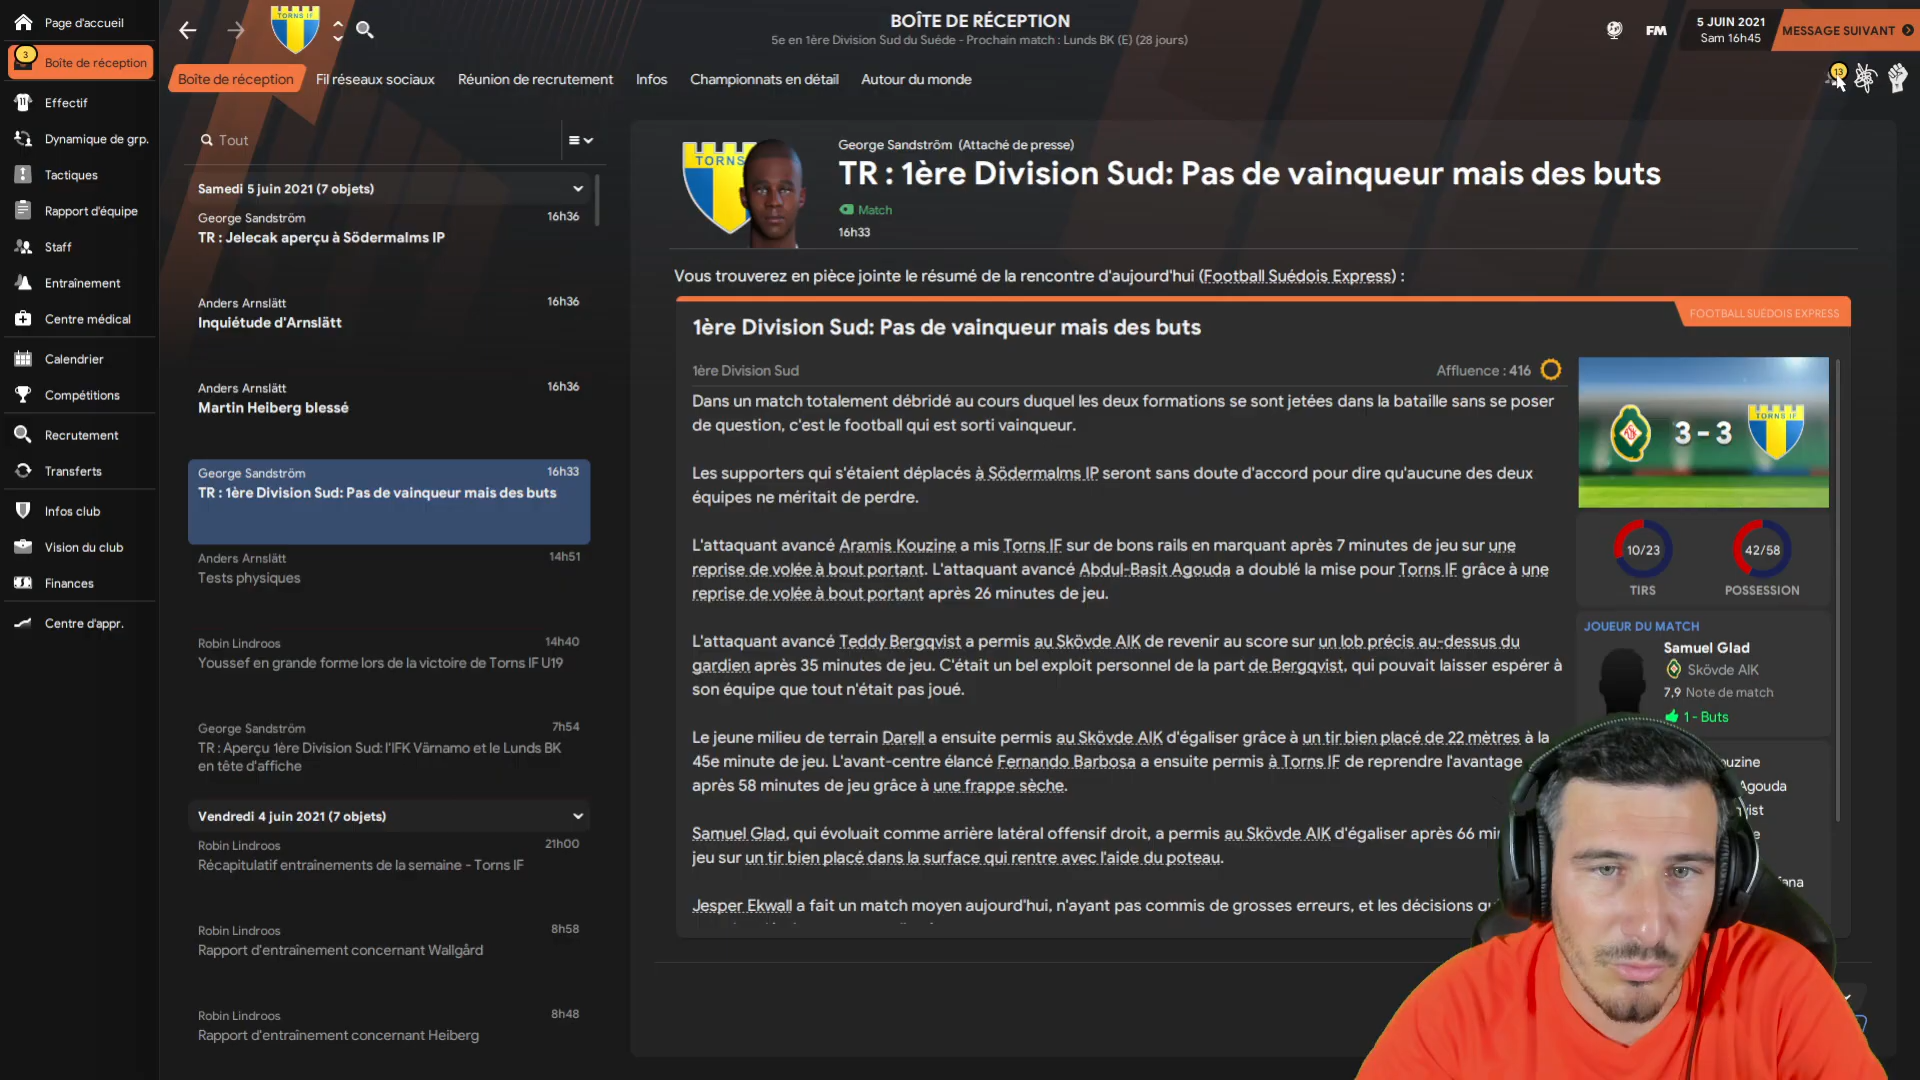 Page d'accueil
3
Boîte de réception
Effectif
Dynamique de grp.
Tactiques
Rapport d'équipe
Staff
Entraînement
Centre médical
Calendrier
Compétitions
Recrutement
Transferts
Infos club
Vision du club
Finances
Centre d'appr.
TORNS IF
BOÎTE DE RÉCEPTION
5e en 1ère Division Sud du Suéde - Prochain match : Lunds BK (E) (28 jours)
FM
5 JUIN 2021
Sam 16h45
MESSAGE SUIVANT
Boîte de réception
Fil réseaux sociaux
Réunion de recrutement
Infos
Championnats en détail
Autour du monde
13
Tout
Samedi 5 juin 2021 (7 objets)
George Sandström 16h36
TR : Jelecak aperçu à Södermalms IP
Anders Arnslätt 16h36
Inquiétude d'Arnslätt
Anders Arnslätt 16h36
Martin Heiberg blessé
George Sandström 16h33
TR : 1ère Division Sud: Pas de vainqueur mais des buts
Anders Arnslätt 14h51
Tests physiques
Robin Lindroos 14h40
Youssef en grande forme lors de la victoire de Torns IF U19
George Sandström 7h54
TR : Aperçu 1ère Division Sud: l'IFK Värnamo et le Lunds BK
en tête d'affiche
Vendredi 4 juin 2021 (7 objets)
Robin Lindroos 21h00
Récapitulatif entraînements de la semaine - Torns IF
Robin Lindroos 8h58
Rapport d'entraînement concernant Wallgård
Robin Lindroos 8h48
Rapport d'entraînement concernant Heiberg
TORNS
George Sandström (Attaché de presse)
TR : 1ère Division Sud: Pas de vainqueur mais des buts
Match
16h33
Vous trouverez en pièce jointe le résumé de la rencontre d'aujourd'hui (Football Suédois Express) :
FOOTBALL SUÉDOIS EXPRESS
1ère Division Sud: Pas de vainqueur mais des buts
1ère Division Sud
Affluence : 416
Dans un match totalement débridé au cours duquel les deux formations se sont jetées dans la bataille sans se poser
de question, c'est le football qui est sorti vainqueur.
Les supporters qui s'étaient déplacés à Södermalms IP seront sans doute d'accord pour dire qu'aucune des deux
équipes ne méritait de perdre.
L'attaquant avancé Aramis Kouzine a mis Torns IF sur de bons rails en marquant après 7 minutes de jeu sur une
reprise de volée à bout portant. L'attaquant avancé Abdul-Basit Agouda a doublé la mise pour Torns IF grâce à une
reprise de volée à bout portant après 26 minutes de jeu.
L'attaquant avancé Teddy Bergqvist a permis au Skövde AIK de revenir au score sur un lob précis au-dessus du
gardien après 35 minutes de jeu. C'était un bel exploit personnel de la part de Bergqvist, qui pouvait laisser espérer à
son équipe que tout n'était pas joué.
Le jeune milieu de terrain Darell a ensuite permis au Skövde AIK d'égaliser grâce à un tir bien placé de 22 mètres à la
45e minute de jeu. L'avant-centre élancé Fernando Barbosa a ensuite permis à Torns IF de reprendre l'avantage
après 58 minutes de jeu grâce à une frappe sèche.
Samuel Glad, qui évoluait comme arrière latéral offensif droit, a permis au Skövde AIK d'égaliser après 66
jeu sur un tir bien placé dans la surface qui rentre avec l'aide du poteau.
Jesper Ekwall a fait un match moyen aujourd'hui, n'ayant pas commis de grosses erreurs, et les décisions
3 - 3
TORNS IF
10/23
TIRS
42/58
POSSESSION
JOUEUR DU MATCH
Samuel Glad
Skövde AIK
7,9 Note de match
1 - Buts
Agouda